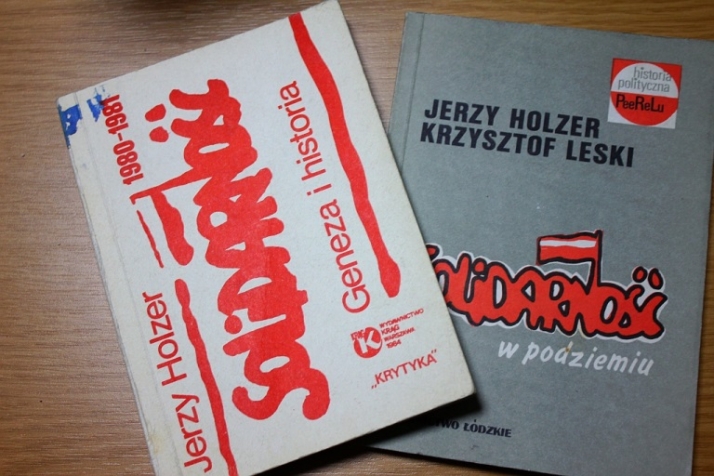 Jerzy Holzer
SOLIDARNOŚĆ
1980-1981
Geneza i historia
WYDAWNICTWO
KRĄG
WARSZAWA
1984
„KRYTYKA”
historia
polityczna
PeeReLu
JERZY HOLZER
KRZYSZTOF LESKI
SOLIDARNOŚĆ
w podziemiu
ŁÓDZKIE